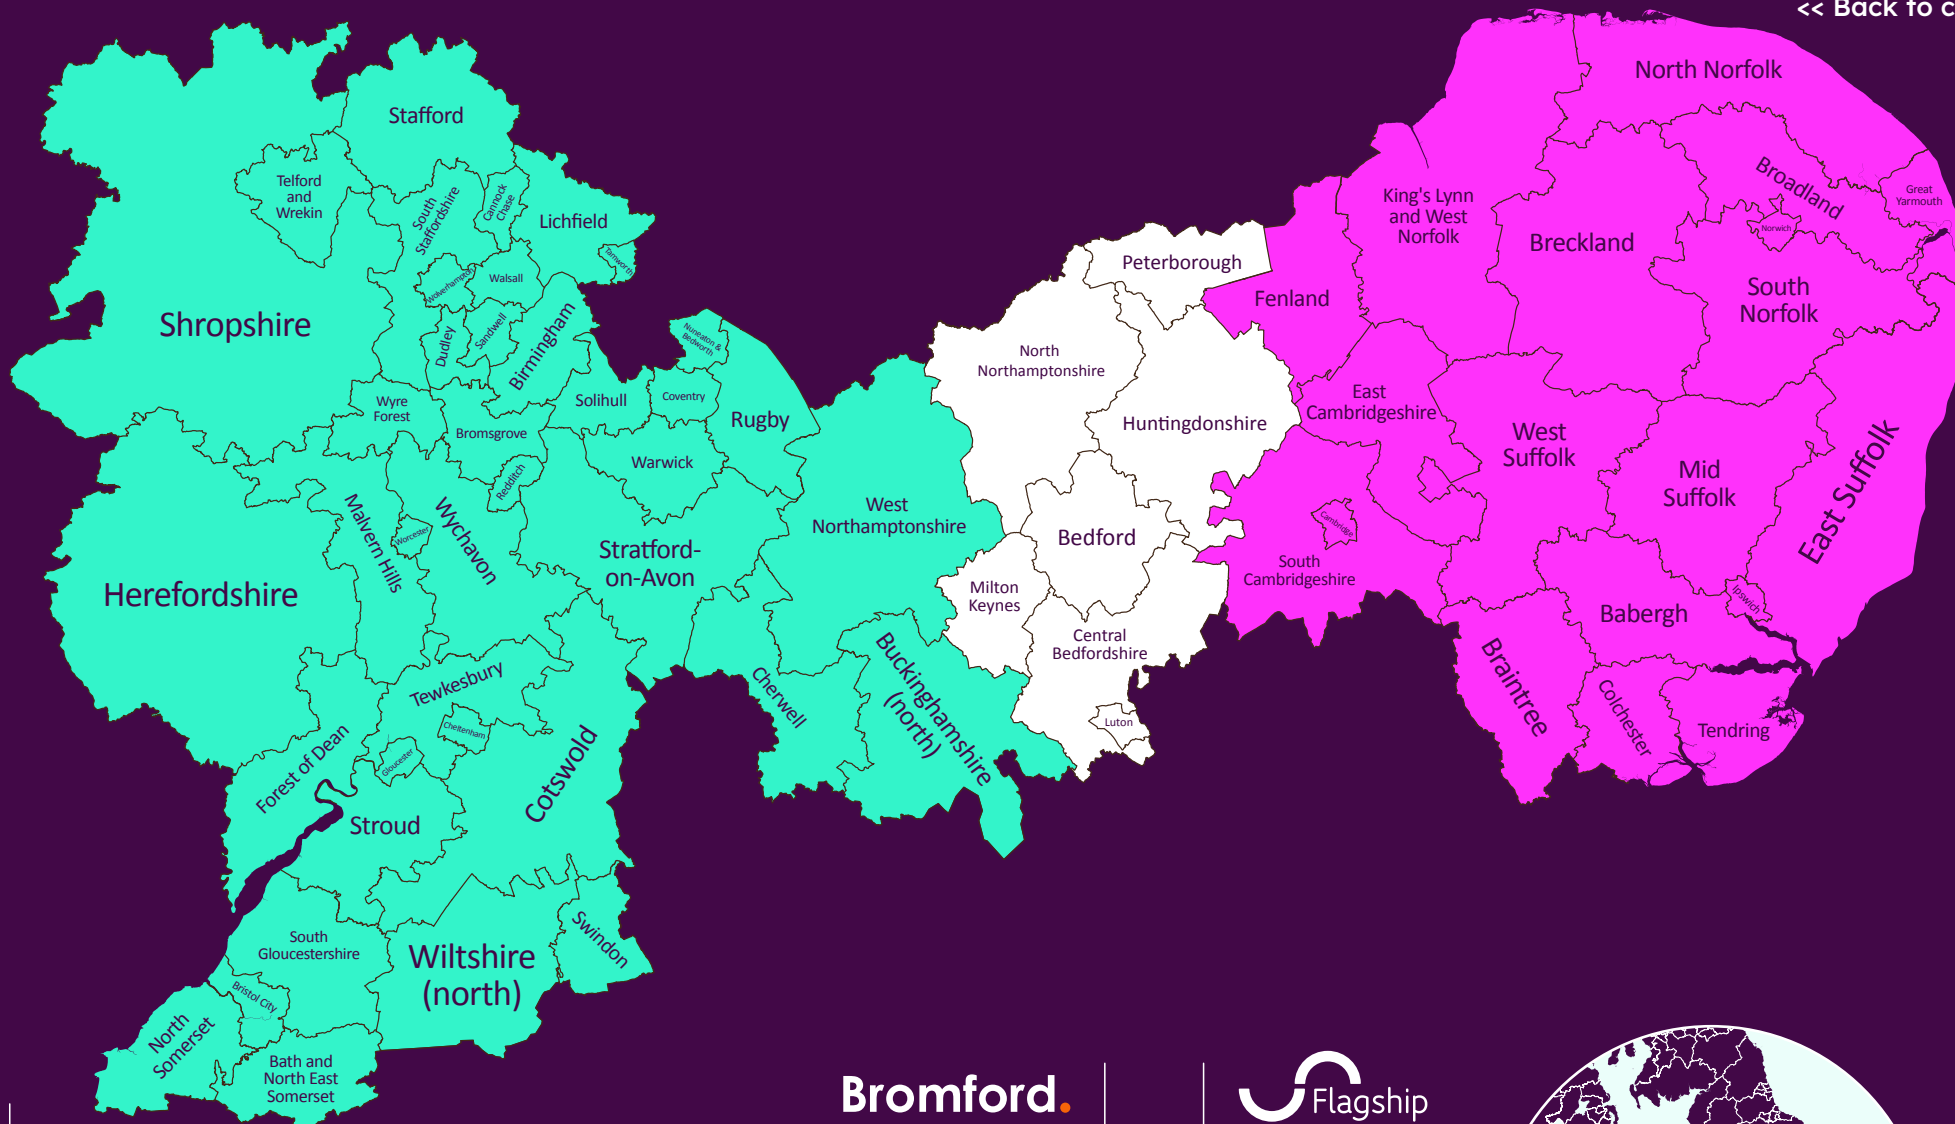 << Back to c
North Norfolk
Stafford
Telford
and
Wrekin
South
Staffordshire
Cannock
Chase
Lichfield
Tamworth
Wolverhampton
Walsall
Broadland
Great
Yarmouth
King's Lynn
and West
Norfolk
Norwich
Breckland
Peterborough
Fenland
South
Norfolk
Shropshire
Dudley
Sandwell
Birmingham
Nuneaton &
Bedworth
North
Northamptonshire
Wyre
Forest
Solihull
Coventry
Rugby
East
Cambridgeshire
Huntingdonshire
Bromsgrove
Warwick
West
Suffolk
Redditch
Mid
Suffolk
East Suffolk
Malvern Hills
Worcester
Wychavon
West
Northamptonshire
Bedford
Cambridge
Stratford-
on-Avon
South
Cambridgeshire
Herefordshire
Milton
Keynes
Babergh
Ipswich
Central
Bedfordshire
Tewkesbury
Cherwell
Buckinghamshire
(north)
Braintree
Colchester
Tendring
Luton
Cheltenham
Gloucester
Forest of Dean
Cotswold
Stroud
South
Gloucestershire
Wiltshire
(north)
Swindon
Bristol City
North
Somerset
Bath and
North East
Somerset
Bromford.
Flagship